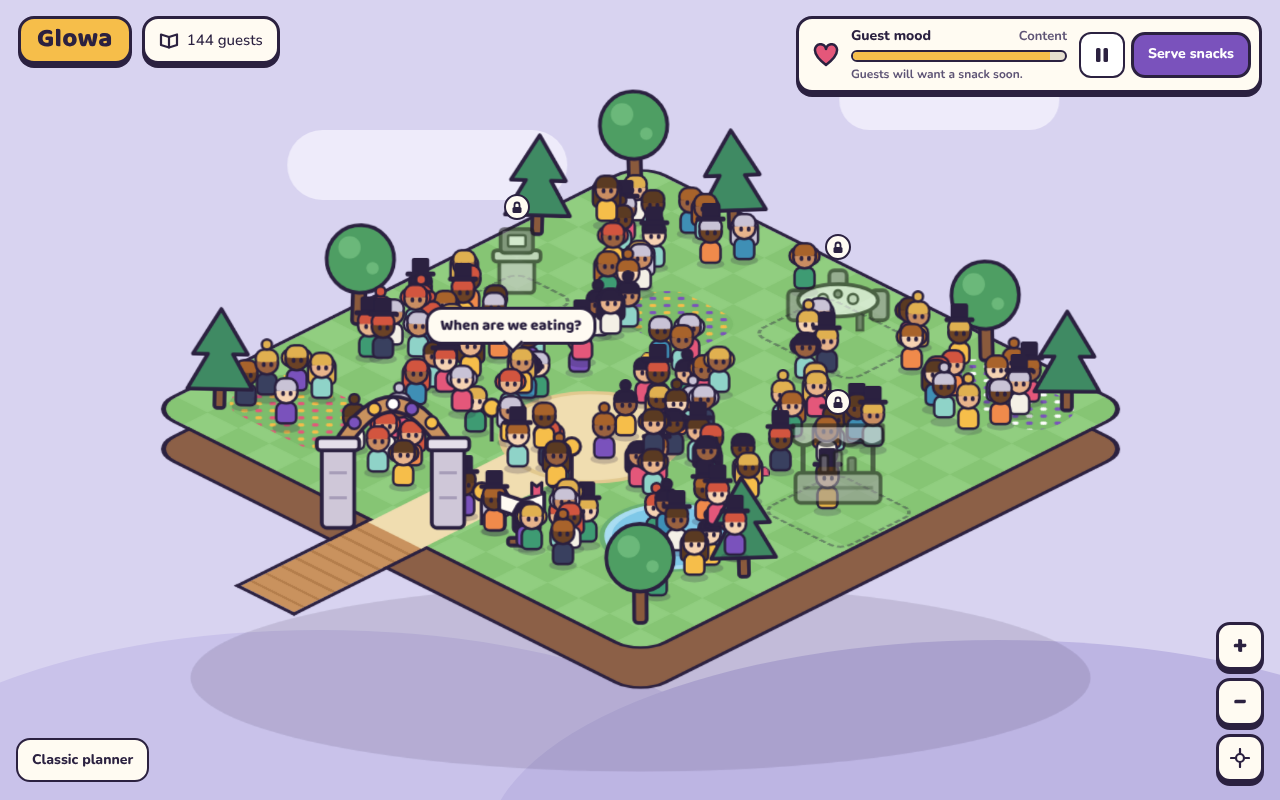 Glowa
144 guests
Guest mood
Content
Guests will want a snack soon.
Serve snacks
When are we eating?
Classic planner